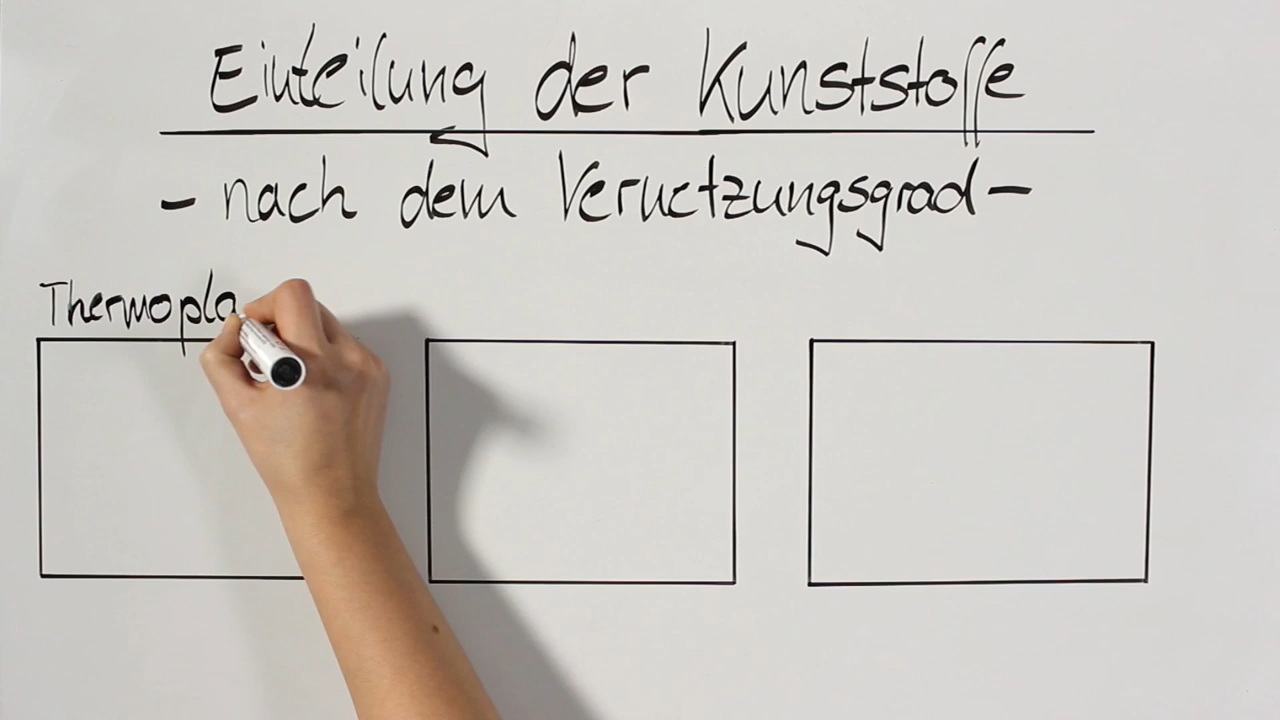 Einteilung der Kunststoffe
- nach dem Vernetzungsgrad -
Thermopla